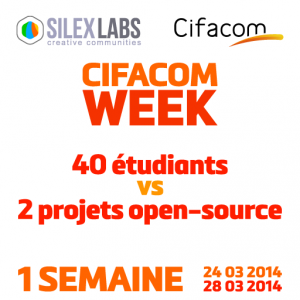 SILEX LABS
creative communities
Cifacom
CIFACOM
WEEK
40 étudiants
vs
2 projets open-source
1 SEMAINE
24 03 2014
28 03 2014